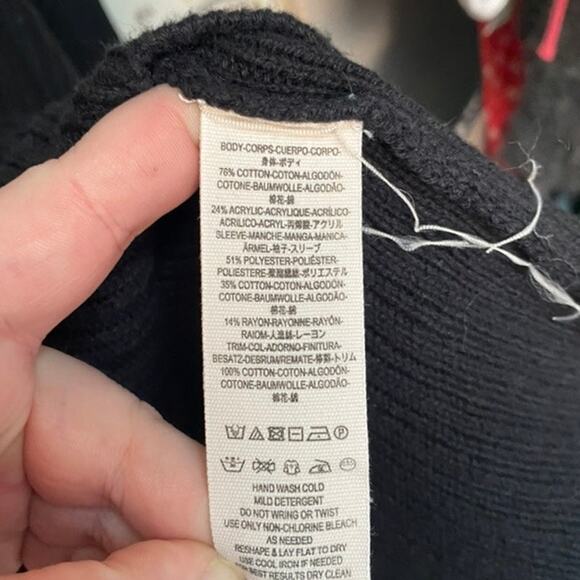 BODY-CORPS-CUERPO-CORPO-
身体-ボディ
76% COTTON-COTON-ALGODÓN-
COTONE-BAUMWOLLE-ALGODÃO-
棉花-綿
24% ACRYLIC-ACRYLIQUE-ACRÍLICO-
ACRILICO-ACRYL-丙烯酸-アクリル
SLEEVE-MANCHE-MANGA-MANICA-
ÄRMEL-袖子-スリーブ
51% POLYESTER-POLIÉSTER-
POLIESTERE-聚酯纖維-ポリエステル
35% COTTON-COTON-ALGODÓN-
COTONE-BAUMWOLLE-ALGODÃO-
棉花-綿
14% RAYON-RAYONNE-RAYÓN-
RAIOM-人造絲-レーヨン
TRIM-COL-ADORNO-FINITURA-
BESATZ-DEBRUM/REMATE-修剪-トリム
100% COTTON-COTON-ALGODÓN-
COTONE-BAUMWOLLE-ALGODÃO-
棉花-綿
HAND WASH COLD
MILD DETERGENT
DO NOT WRING OR TWIST
USE ONLY NON-CHLORINE BLEACH
AS NEEDED
RESHAPE & LAY FLAT TO DRY
USE COOL IRON IF NEEDED
FOR BEST RESULTS DRY CLEAN